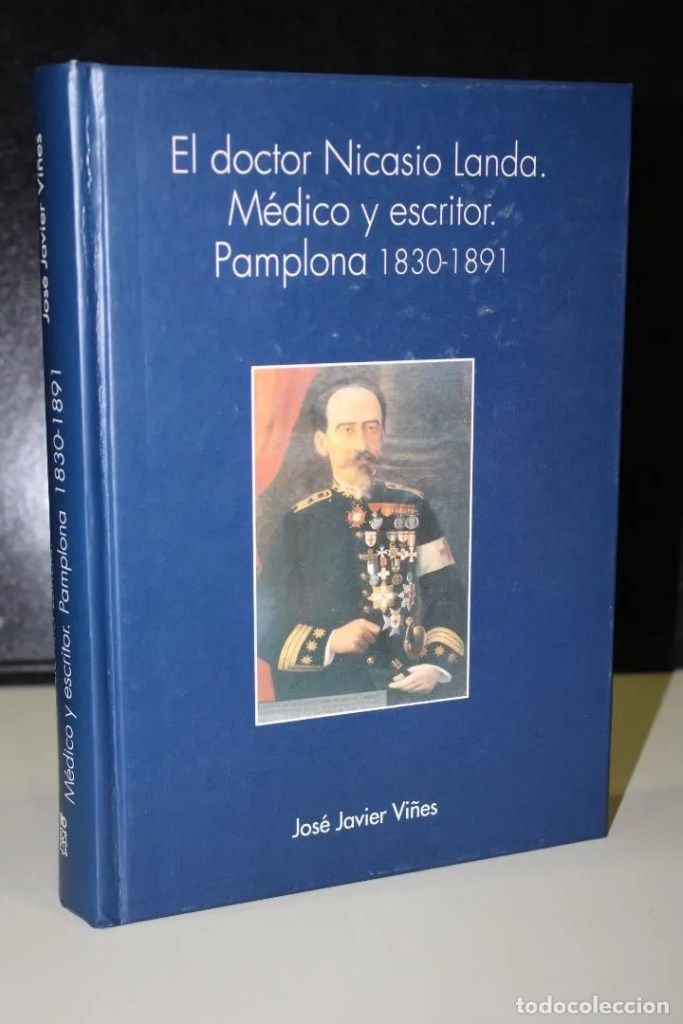 El doctor Nicasio Landa.
Médico y escritor.
Pamplona 1830-1891
José Javier Viñes
Médico y escritor. Pamplona 1830-1891 José Javier Viñes
todocoleccion